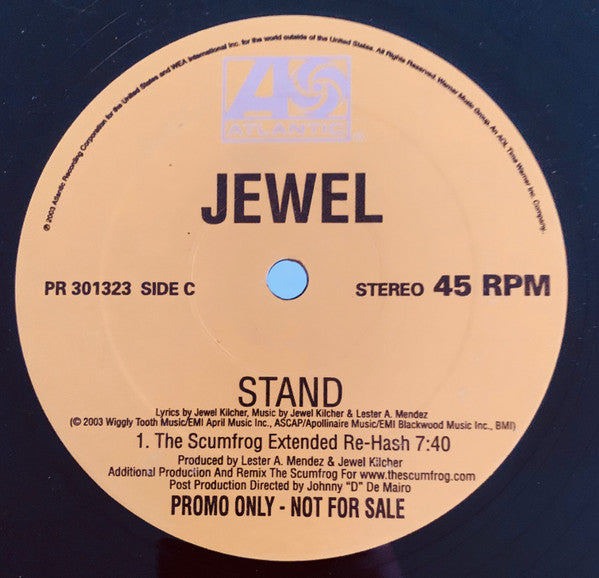 ℗ 2003 Atlantic Recording Corporation for the United States and WEA International Inc. for the world outside of the United States. All Rights Reserved. Warner Music Group An AOL Time Warner Inc. Company.
ATLANTIC®
JEWEL
PR 301323 SIDE C
STEREO 45 RPM
STAND
Lyrics by Jewel Kilcher, Music by Jewel Kilcher & Lester A. Mendez
(© 2003 Wiggly Tooth Music/EMI April Music Inc., ASCAP/Apollinaire Music/EMI Blackwood Music Inc., BMI)
1. The Scumfrog Extended Re-Hash 7:40
Produced by Lester A. Mendez & Jewel Kilcher
Additional Production And Remix The Scumfrog For www.thescumfrog.com
Post Production Directed by Johnny "D" De Mairo
PROMO ONLY - NOT FOR SALE